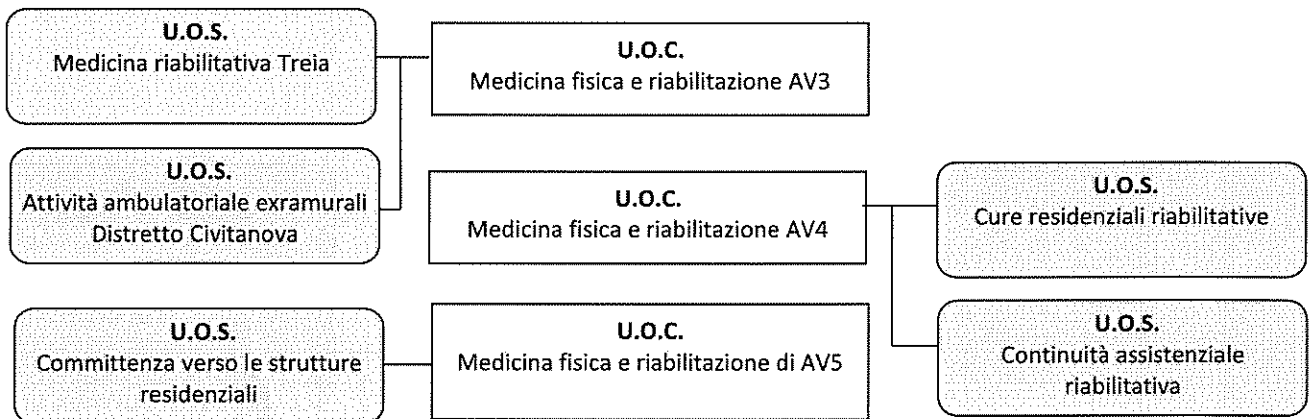 U.O.S.
Medicina riabilitativa Treia
U.O.C.
Medicina fisica e riabilitazione AV3
U.O.S.
Attività ambulatoriale exramurali
Distretto Civitanova
U.O.C.
Medicina fisica e riabilitazione AV4
U.O.S.
Cure residenziali riabilitative
U.O.S.
Committenza verso le strutture
residenziali
U.O.C.
Medicina fisica e riabilitazione di AV5
U.O.S.
Continuità assistenziale
riabilitativa